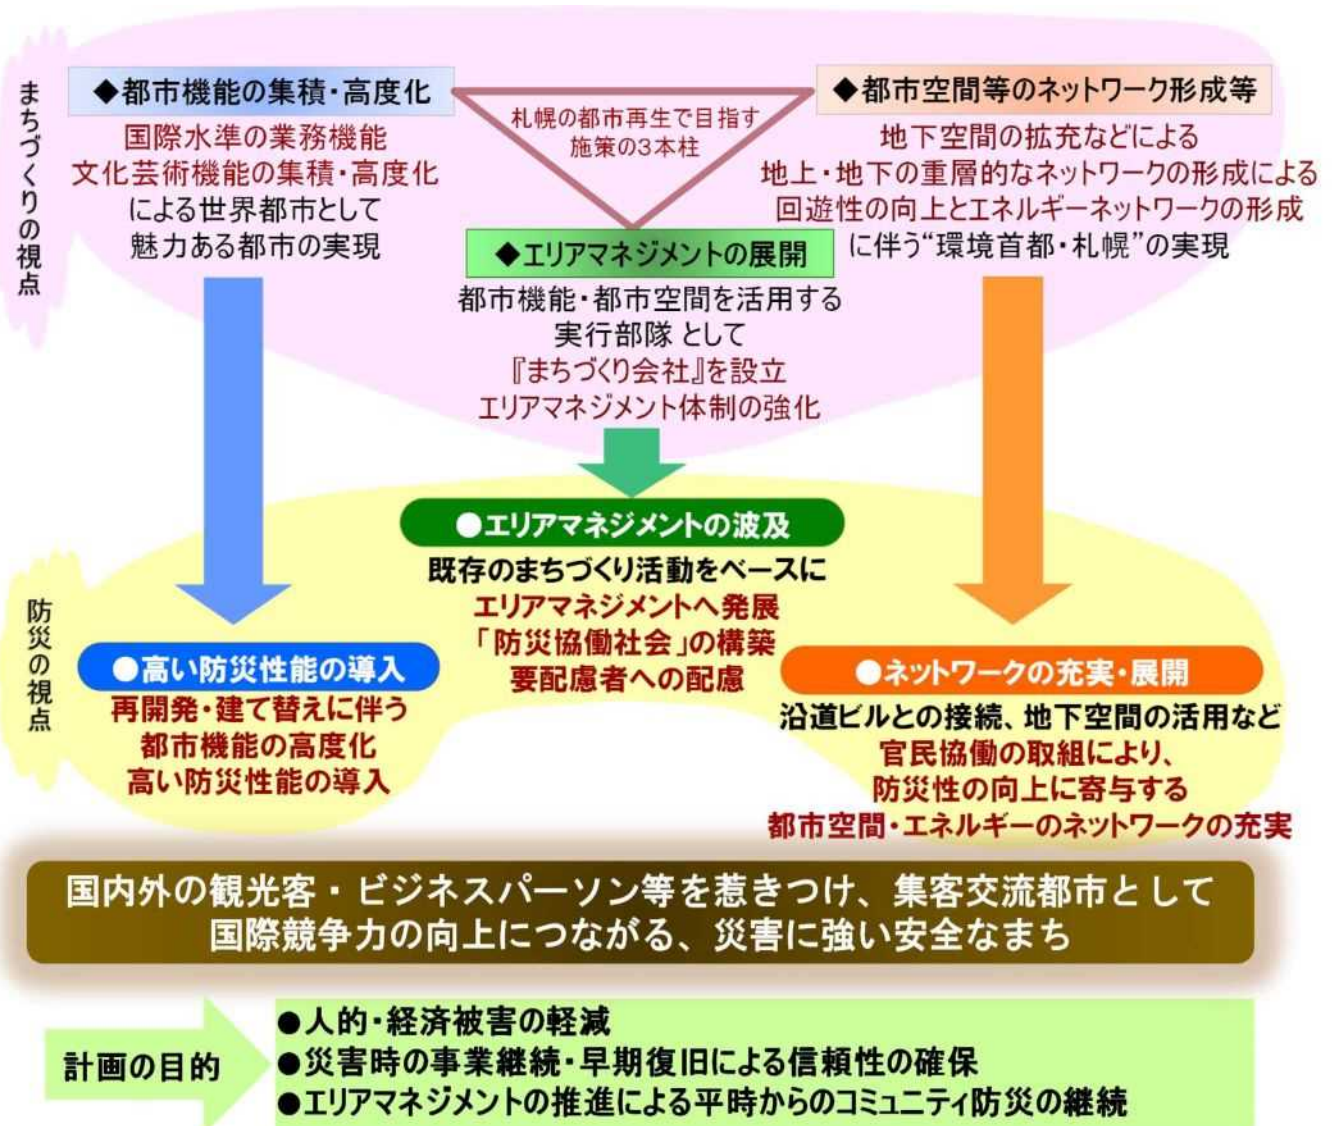 まちづくりの視点
◆都市機能の集積・高度化
国際水準の業務機能
文化芸術機能の集積・高度化
による世界都市として
魅力ある都市の実現
札幌の都市再生で目指す
施策の3本柱
◆都市空間等のネットワーク形成等
地下空間の拡充などによる
地上・地下の重層的なネットワークの形成による
回遊性の向上とエネルギーネットワークの形成
に伴う“環境首都・札幌”の実現
◆エリアマネジメントの展開
都市機能・都市空間を活用する
実行部隊 として
『まちづくり会社』を設立
エリアマネジメント体制の強化
防災の視点
●エリアマネジメントの波及
既存のまちづくり活動をベースに
エリアマネジメントへ発展
「防災協働社会」の構築
要配慮者への配慮
●高い防災性能の導入
再開発・建て替えに伴う
都市機能の高度化
高い防災性能の導入
●ネットワークの充実・展開
沿道ビルとの接続、地下空間の活用など
官民協働の取組により、
防災性の向上に寄与する
都市空間・エネルギーのネットワークの充実
国内外の観光客・ビジネスパーソン等を惹きつけ、集客交流都市として
国際競争力の向上につながる、災害に強い安全なまち
計画の目的
●人的・経済被害の軽減
●災害時の事業継続・早期復旧による信頼性の確保
●エリアマネジメントの推進による平時からのコミュニティ防災の継続